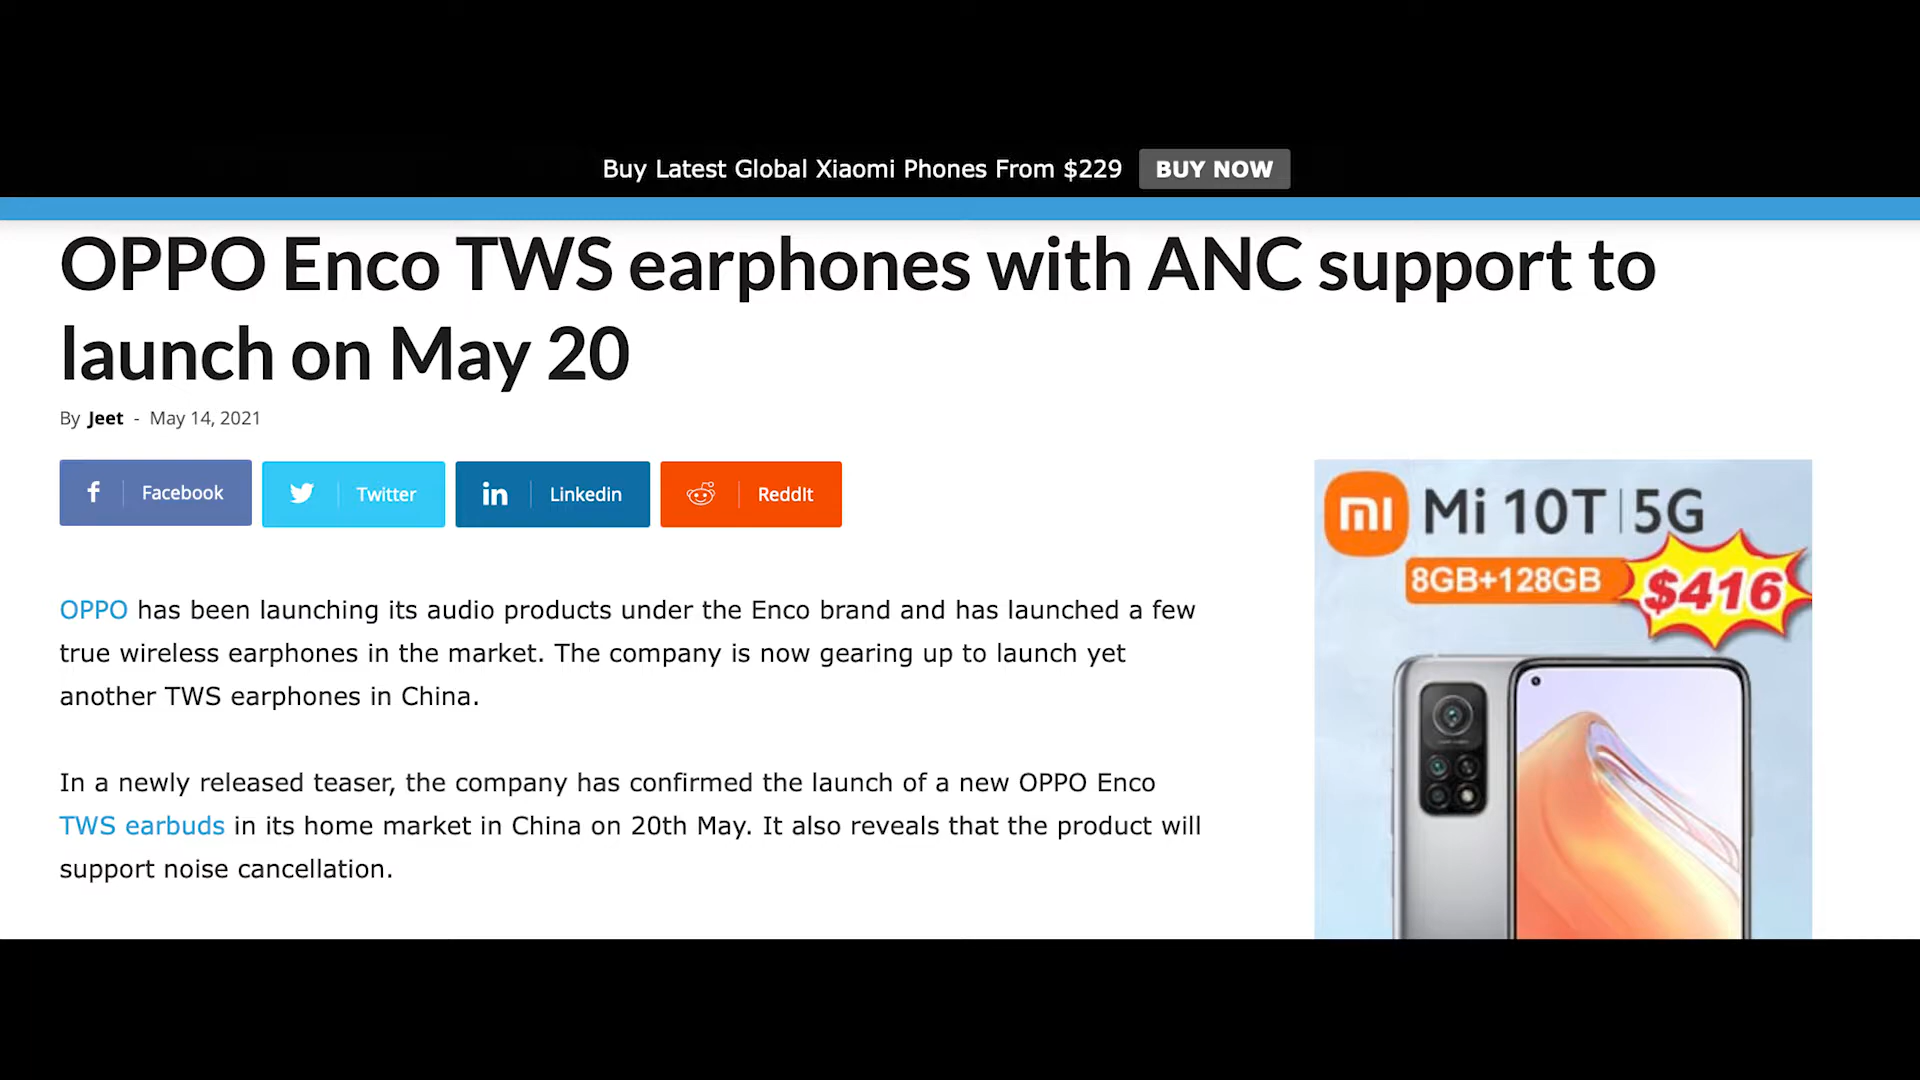 Buy Latest Global Xiaomi Phones From $229 BUY NOW
OPPO Enco TWS earphones with ANC support to
launch on May 20
By Jeet - May 14, 2021
Facebook
Twitter
Linkedin
ReddIt
OPPO has been launching its audio products under the Enco brand and has launched a few
true wireless earphones in the market. The company is now gearing up to launch yet
another TWS earphones in China.
In a newly released teaser, the company has confirmed the launch of a new OPPO Enco
TWS earbuds in its home market in China on 20th May. It also reveals that the product will
support noise cancellation.
Mi 10T | 5G
8GB+128GB
$416